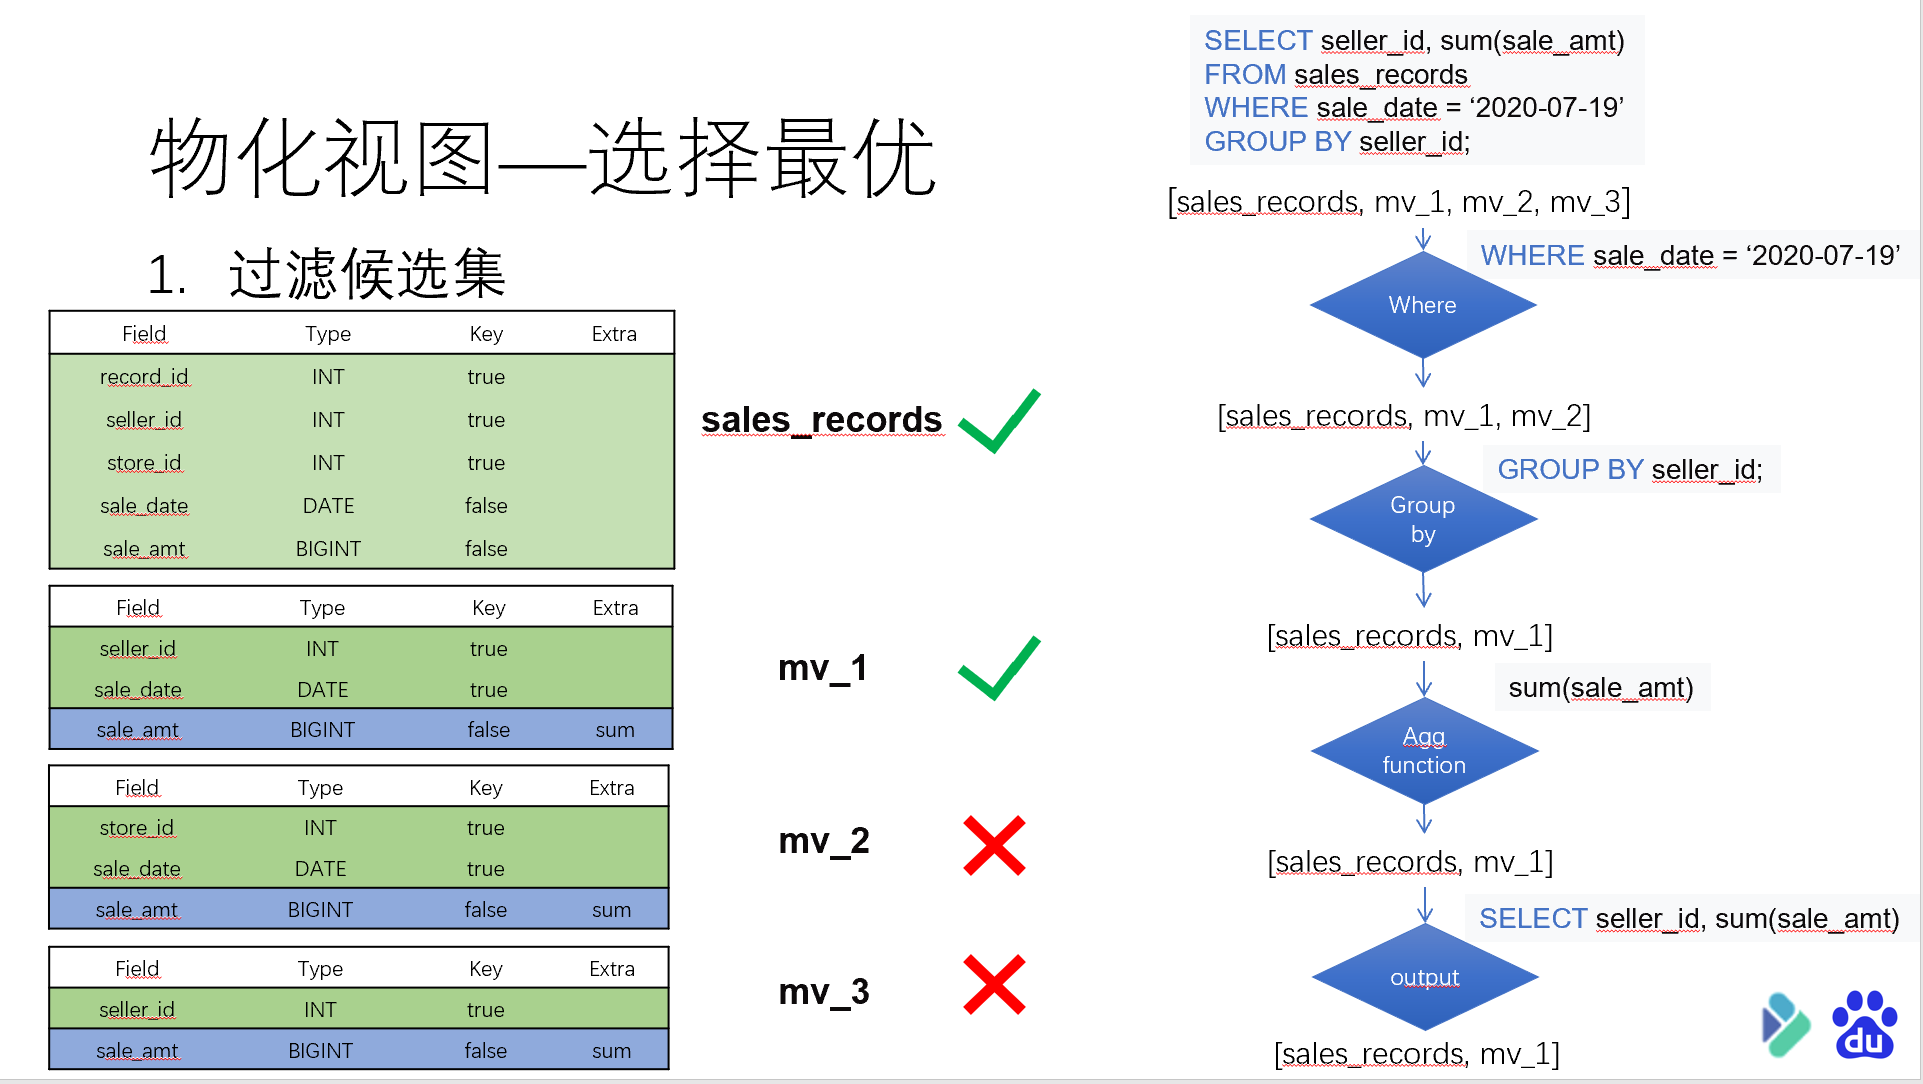 物化视图—选择最优
1. 过滤候选集
Field Type Key Extra
record_id INT true
seller_id INT true
store_id INT true
sale_date DATE false
sale_amt BIGINT false
sales_records
Field Type Key Extra
seller_id INT true
sale_date DATE true
sale_amt BIGINT false sum
mv_1
Field Type Key Extra
store_id INT true
sale_date DATE true
sale_amt BIGINT false sum
mv_2
Field Type Key Extra
seller_id INT true
sale_amt BIGINT false sum
mv_3
SELECT seller_id, sum(sale_amt)
FROM sales_records
WHERE sale_date = ‘2020-07-19’
GROUP BY seller_id;
[sales_records, mv_1, mv_2, mv_3]
WHERE sale_date = ‘2020-07-19’
Where
[sales_records, mv_1, mv_2]
GROUP BY seller_id;
Group
by
[sales_records, mv_1]
sum(sale_amt)
Agg
function
[sales_records, mv_1]
SELECT seller_id, sum(sale_amt)
output
[sales_records, mv_1]
du